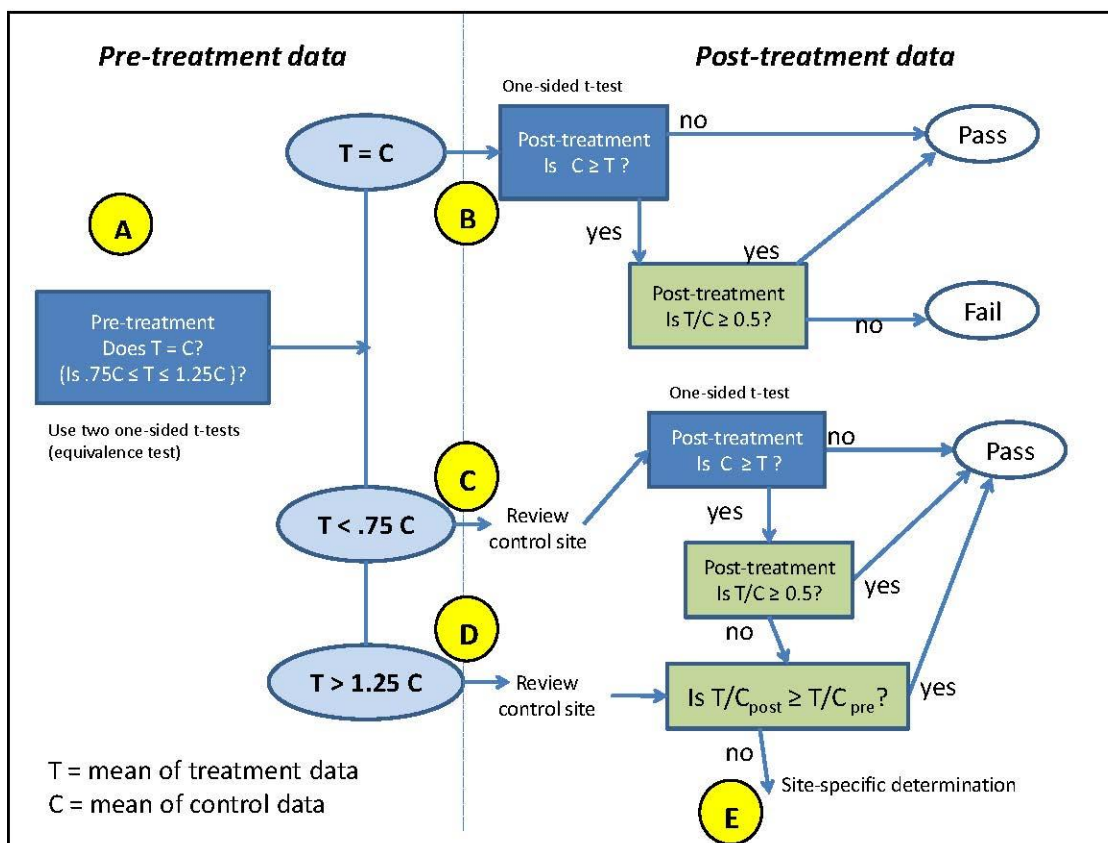 Pre-treatment data
Post-treatment data
One-sided t-test
T = C
Post-treatment
Is C ≥ T ?
no
Pass
A
B
yes
yes
Pre-treatment
Does T = C?
(Is .75C ≤ T ≤ 1.25C )?
Post-treatment
Is T/C ≥ 0.5?
no
Fail
Use two one-sided t-tests
(equivalence test)
One-sided t-test
Post-treatment
Is C ≥ T ?
no
Pass
C
T < .75 C
Review
control site
yes
Post-treatment
Is T/C ≥ 0.5?
yes
no
D
T > 1.25 C
Review
control site
Is T/Cpost ≥ T/C pre?
yes
no
Site-specific determination
E
T = mean of treatment data
C = mean of control data